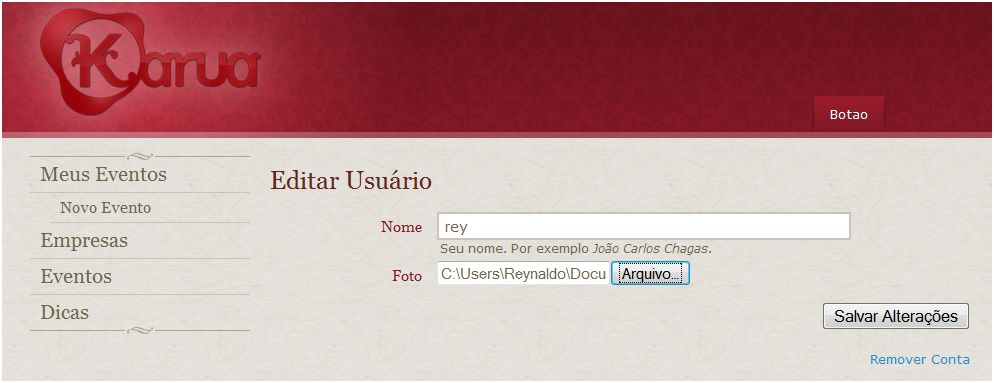 Karua
Botao
Meus Eventos
Novo Evento
Empresas
Eventos
Dicas
Editar Usuário
Nome rey
Seu nome. Por exemplo João Carlos Chagas.
Foto C:\Users\Reynaldo\Docu Arquivo...
Salvar Alterações
Remover Conta